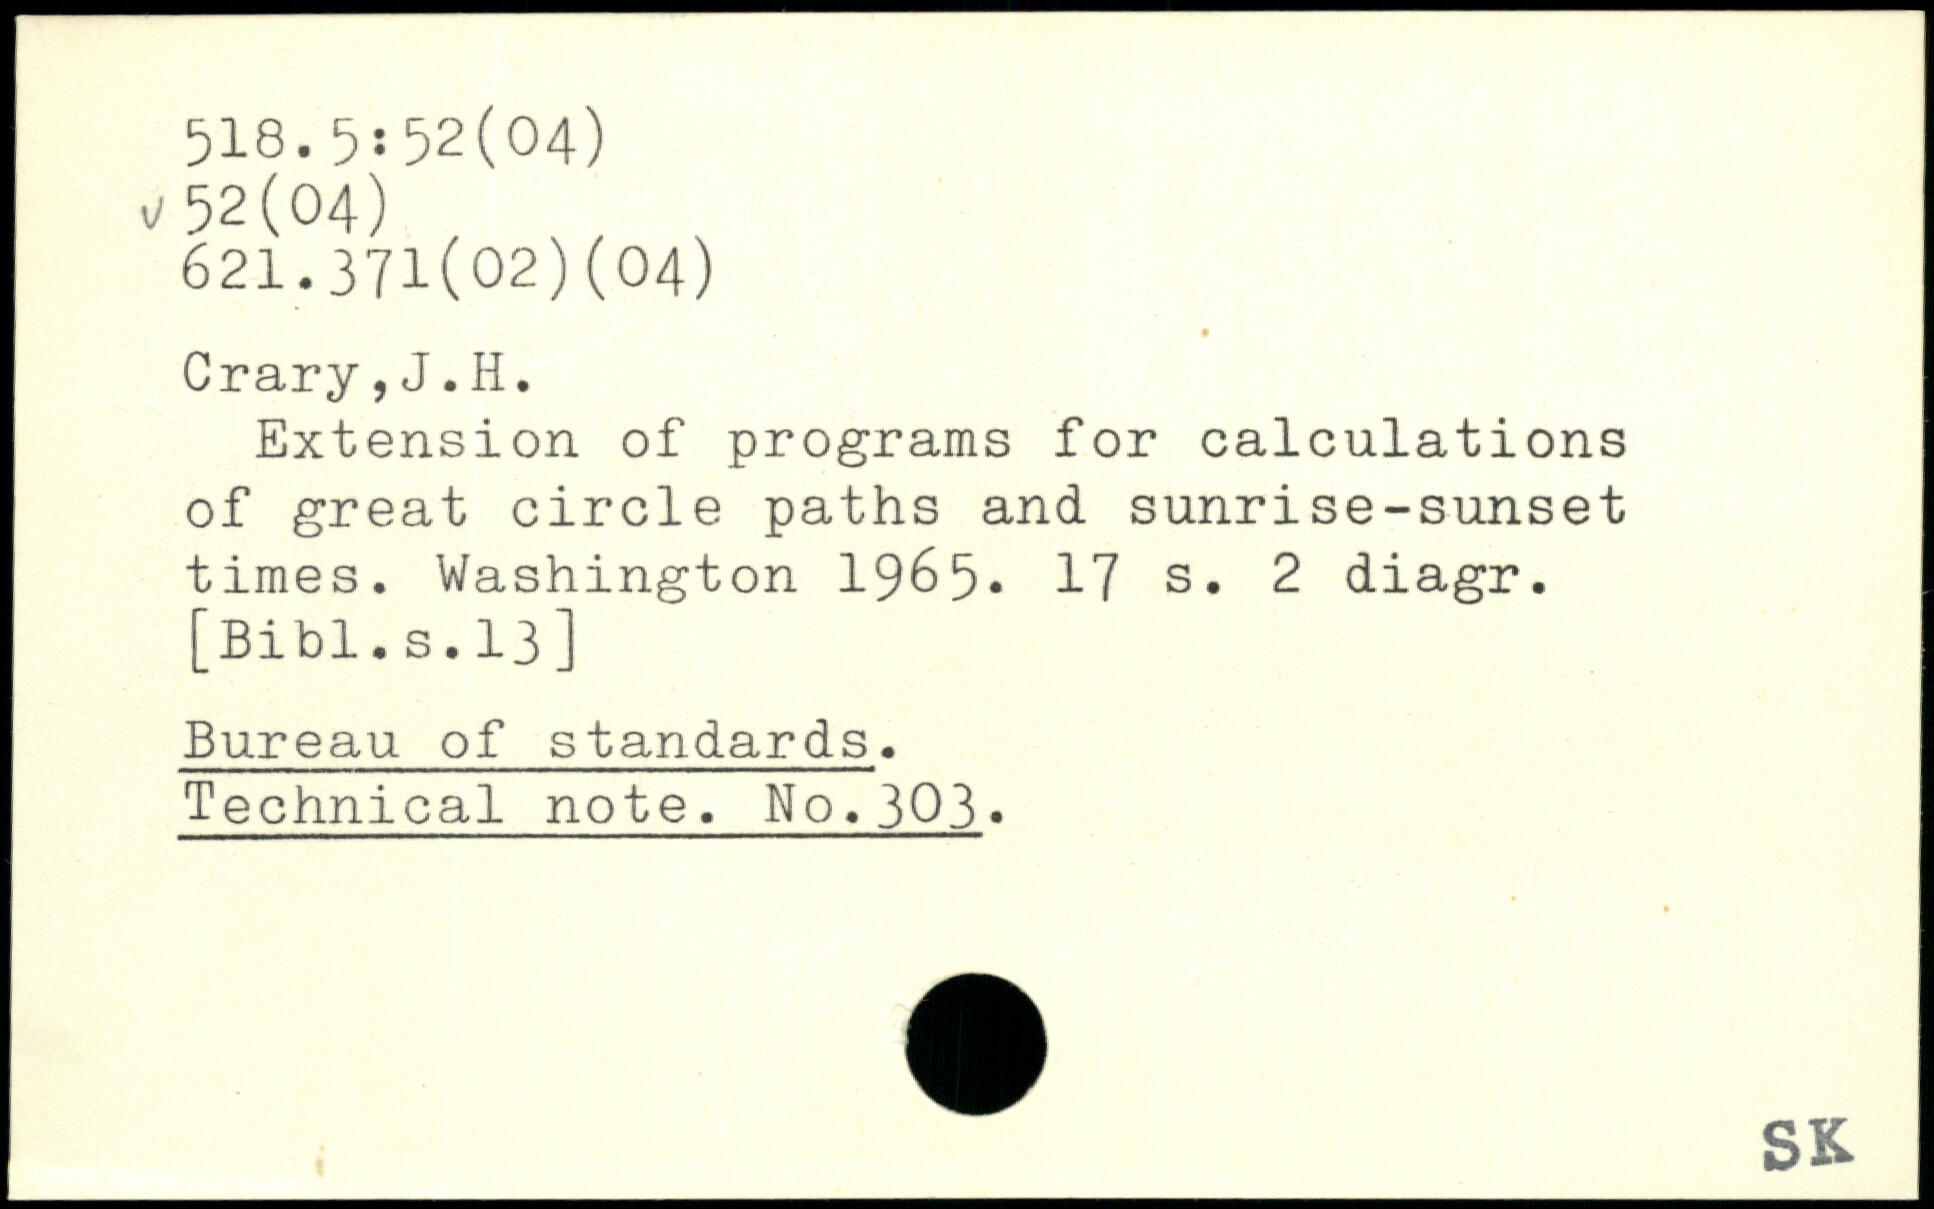 518.5:52(04)
v 52(04)
621.371(02)(04)
Crary,J.H.
Extension of programs for calculations
of great circle paths and sunrise-sunset
times. Washington 1965. 17 s. 2 diagr.
[Bibl.s.13]
Bureau of standards.
Technical note. No.303.
SK